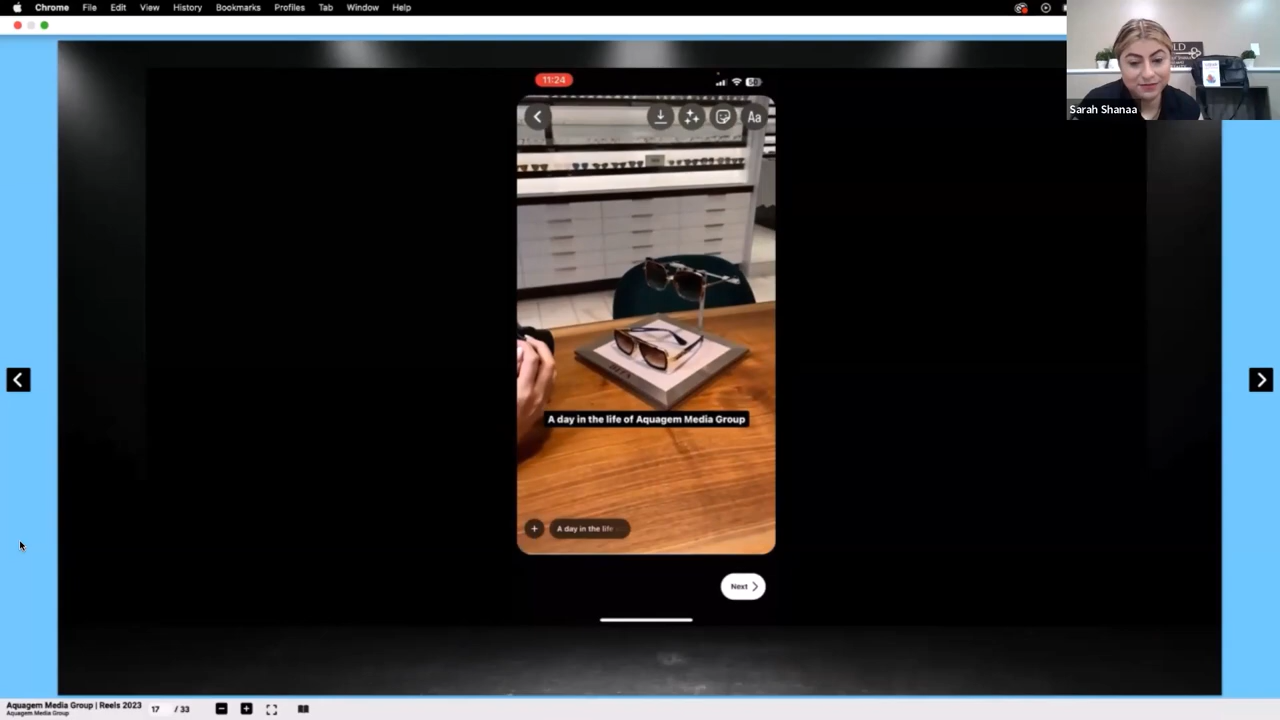 Chrome File Edit View History Bookmarks Profiles Tab Window Help
11:24
Aa
Sarah Shanaa
A day in the life of Aquagem Media Group
A day in the life
Next
Aquagem Media Group | Reels 2023
Aquagem Media Group
17 / 33